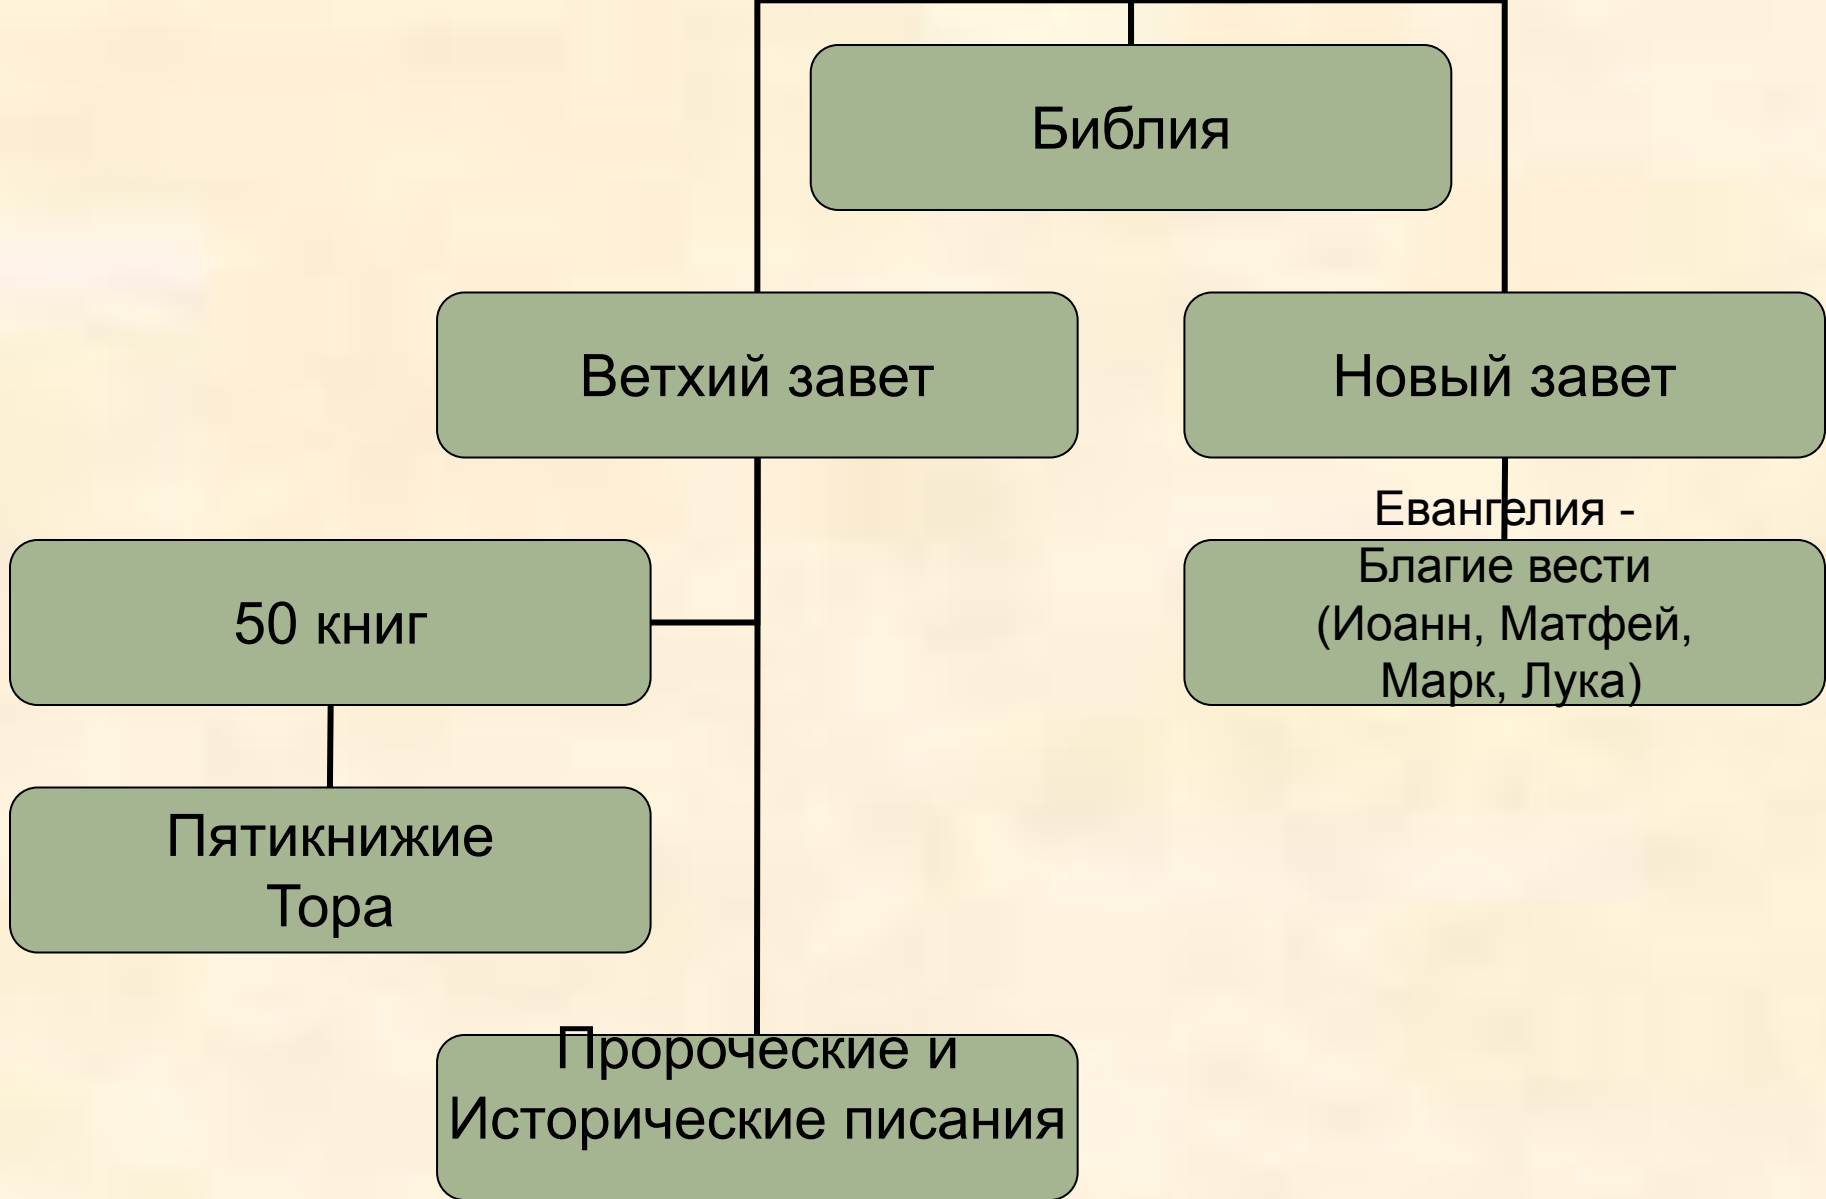 Библия
Ветхий завет
Новый завет
50 книг
Евангелия -
Благие вести
(Иоанн, Матфей,
Марк, Лука)
Пятикнижие
Тора
Пророческие и
Исторические писания